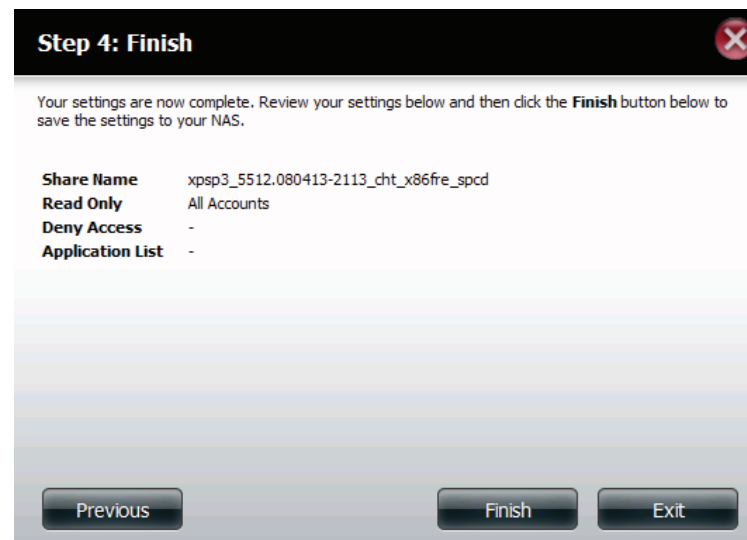 Step 4: Finish
Your settings are now complete. Review your settings below and then click the Finish button below to
save the settings to your NAS.
Share Name xpsp3_5512.080413-2113_cht_x86fre_spcd
Read Only All Accounts
Deny Access -
Application List -
Previous Finish Exit